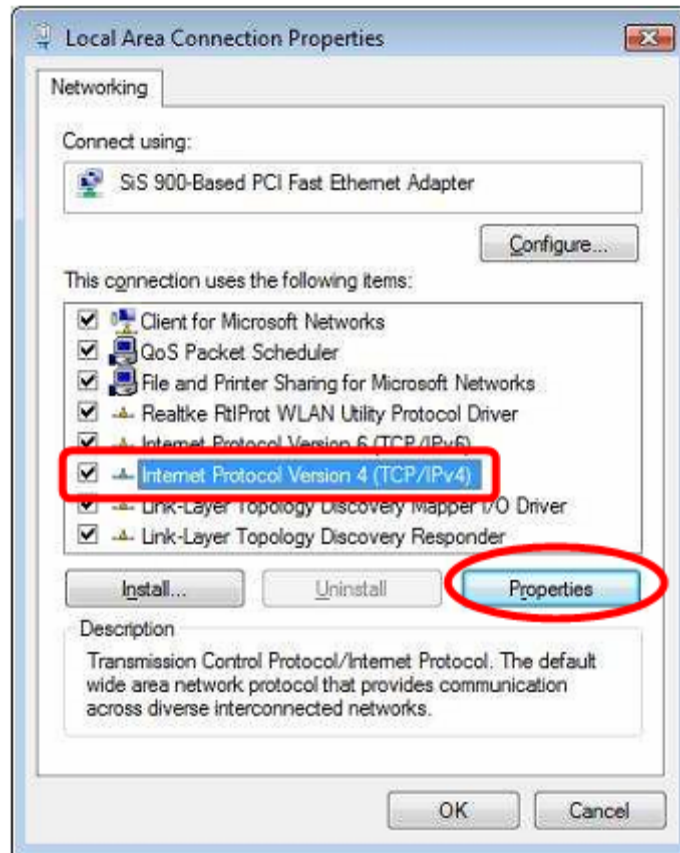 Local Area Connection Properties
Networking
Connect using:
SiS 900-Based PCI Fast Ethernet Adapter
Configure...
This connection uses the following items:
Client for Microsoft Networks
QoS Packet Scheduler
File and Printer Sharing for Microsoft Networks
Realtke RtlProt WLAN Utility Protocol Driver
Internet Protocol Version 6 (TCP/IPv6)
Internet Protocol Version 4 (TCP/IPv4)
Link-Layer Topology Discovery Mapper I/O Driver
Link-Layer Topology Discovery Responder
Install...
Uninstall
Properties
Description
Transmission Control Protocol/Internet Protocol. The default
wide area network protocol that provides communication
across diverse interconnected networks.
OK
Cancel